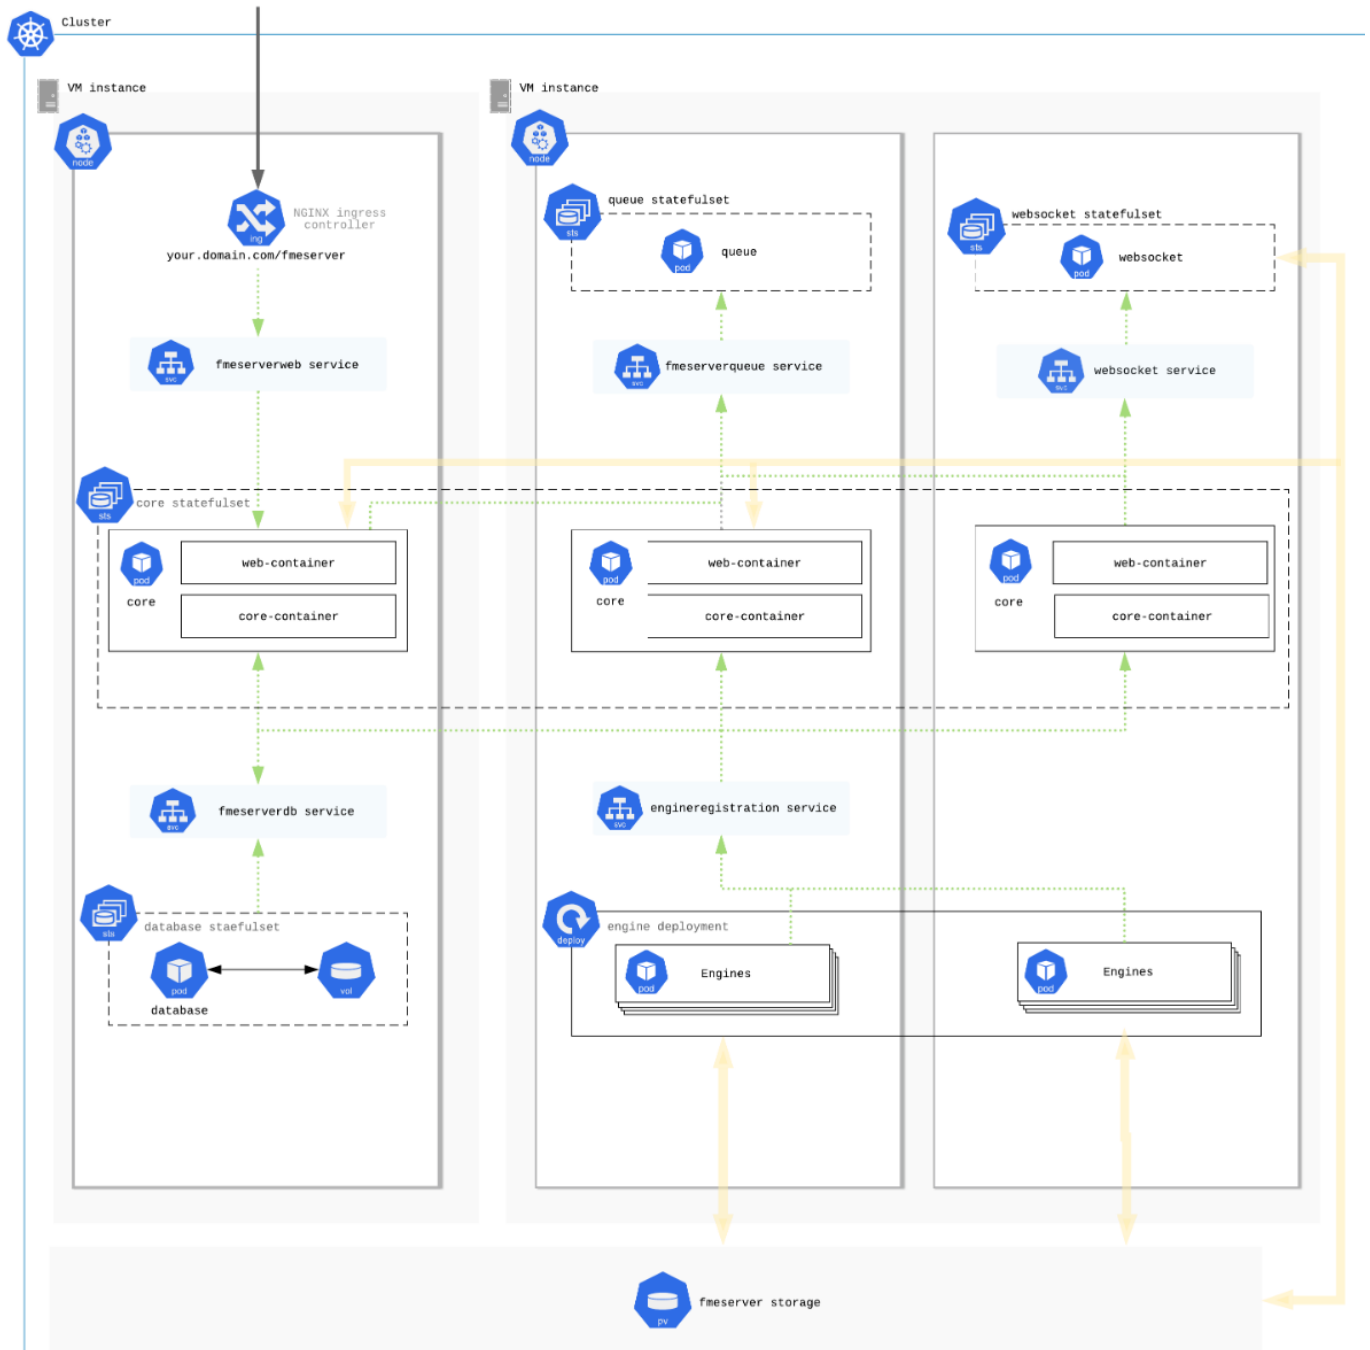 Cluster
VM instance
VM instance
node
node
ing
NGINX ingress
controller
your.domain.com/fmeserver
sts
queue statefulset
pod
queue
sts
websocket statefulset
pod
websocket
svc
fmeserverweb service
svc
fmeserverqueue service
svc
websocket service
sts
core statefulset
pod
core
web-container
core-container
pod
core
web-container
core-container
pod
core
web-container
core-container
svc
fmeserverdb service
svc
engineregistration service
sts
database staefulset
pod
database
vol
deploy
engine deployment
pod
Engines
pod
Engines
pv
fmeserver storage